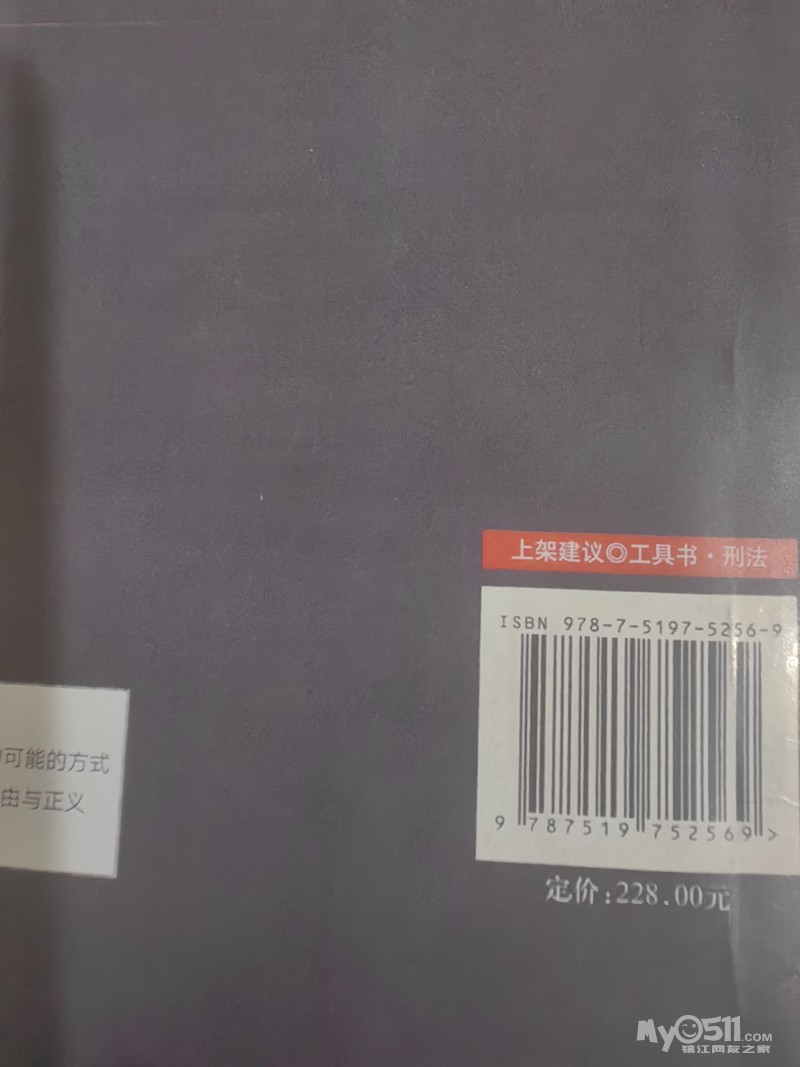 上架建议◎工具书·刑法
ISBN 978-7-5197-5256-9
9 787519 752569 >
定价:228.00元
可能的方式
由与正义
My0511.COM
镇江网友之家